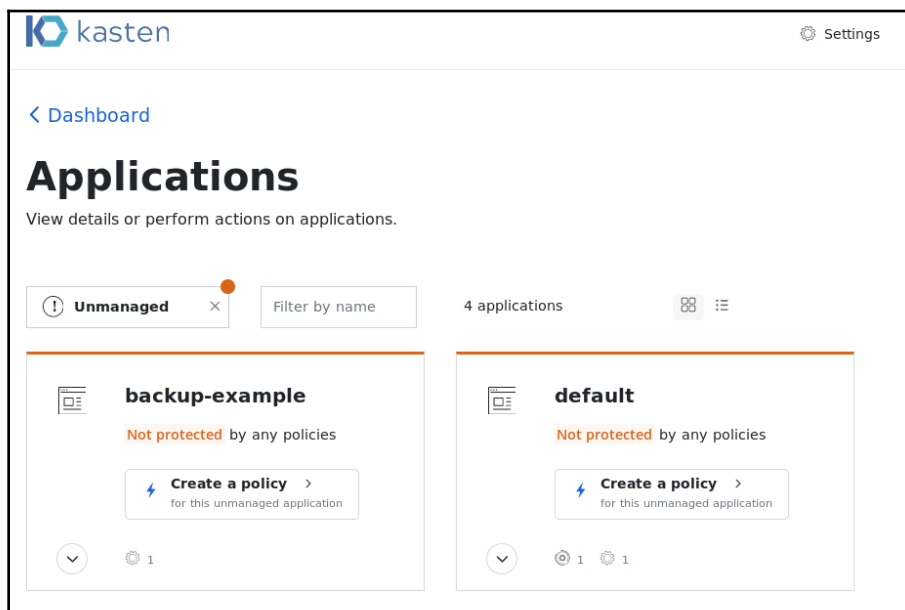 kasten
Settings
Dashboard
Applications
View details or perform actions on applications.
Unmanaged
Filter by name
4 applications
backup-example
Not protected by any policies
Create a policy
for this unmanaged application
1
default
Not protected by any policies
Create a policy
for this unmanaged application
1 1